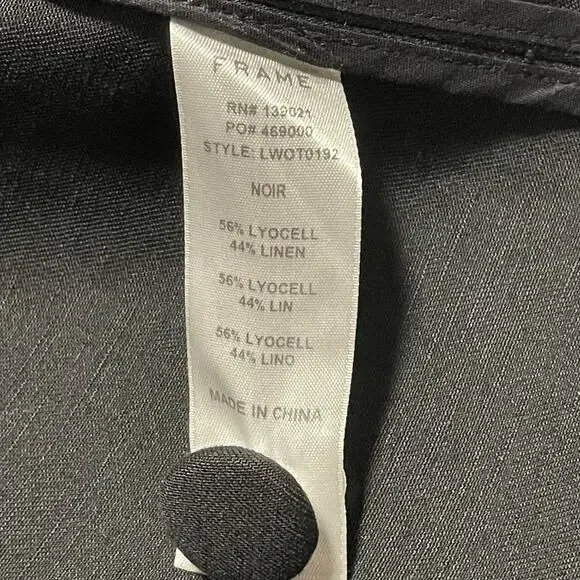 FRAME
RN# 139021
PO# 469000
STYLE: LWOT0192
NOIR
56% LYOCELL
44% LINEN
56% LYOCELL
44% LIN
56% LYOCELL
44% LINO
MADE IN CHINA